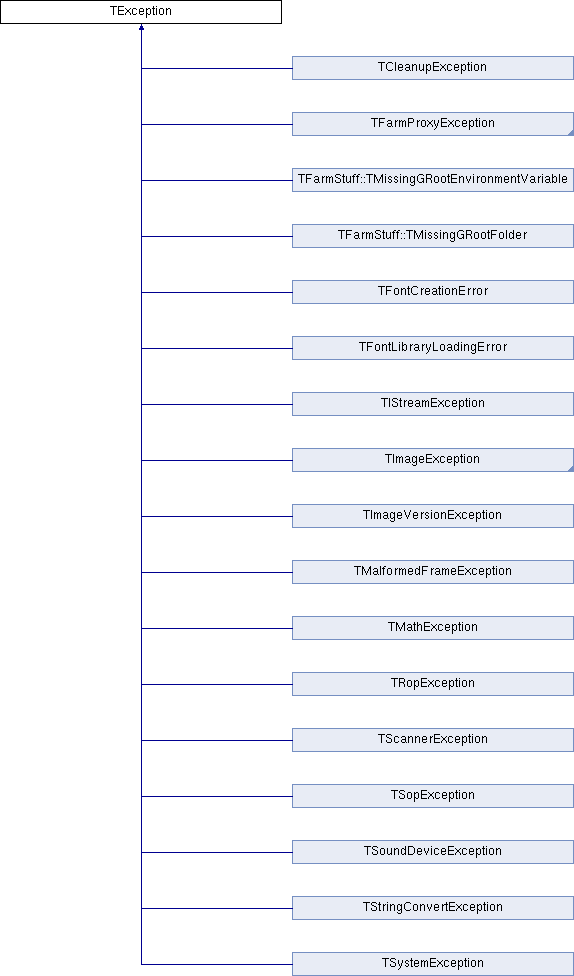 TException
TCleanupException
TFarmProxyException
TFarmStuff::TMissingGRootEnvironmentVariable
TFarmStuff::TMissingGRootFolder
TFontCreationError
TFontLibraryLoadingError
TIStreamException
TImageException
TImageVersionException
TMalformedFrameException
TMathException
TRopException
TScannerException
TSopException
TSoundDeviceException
TStringConvertException
TSystemException